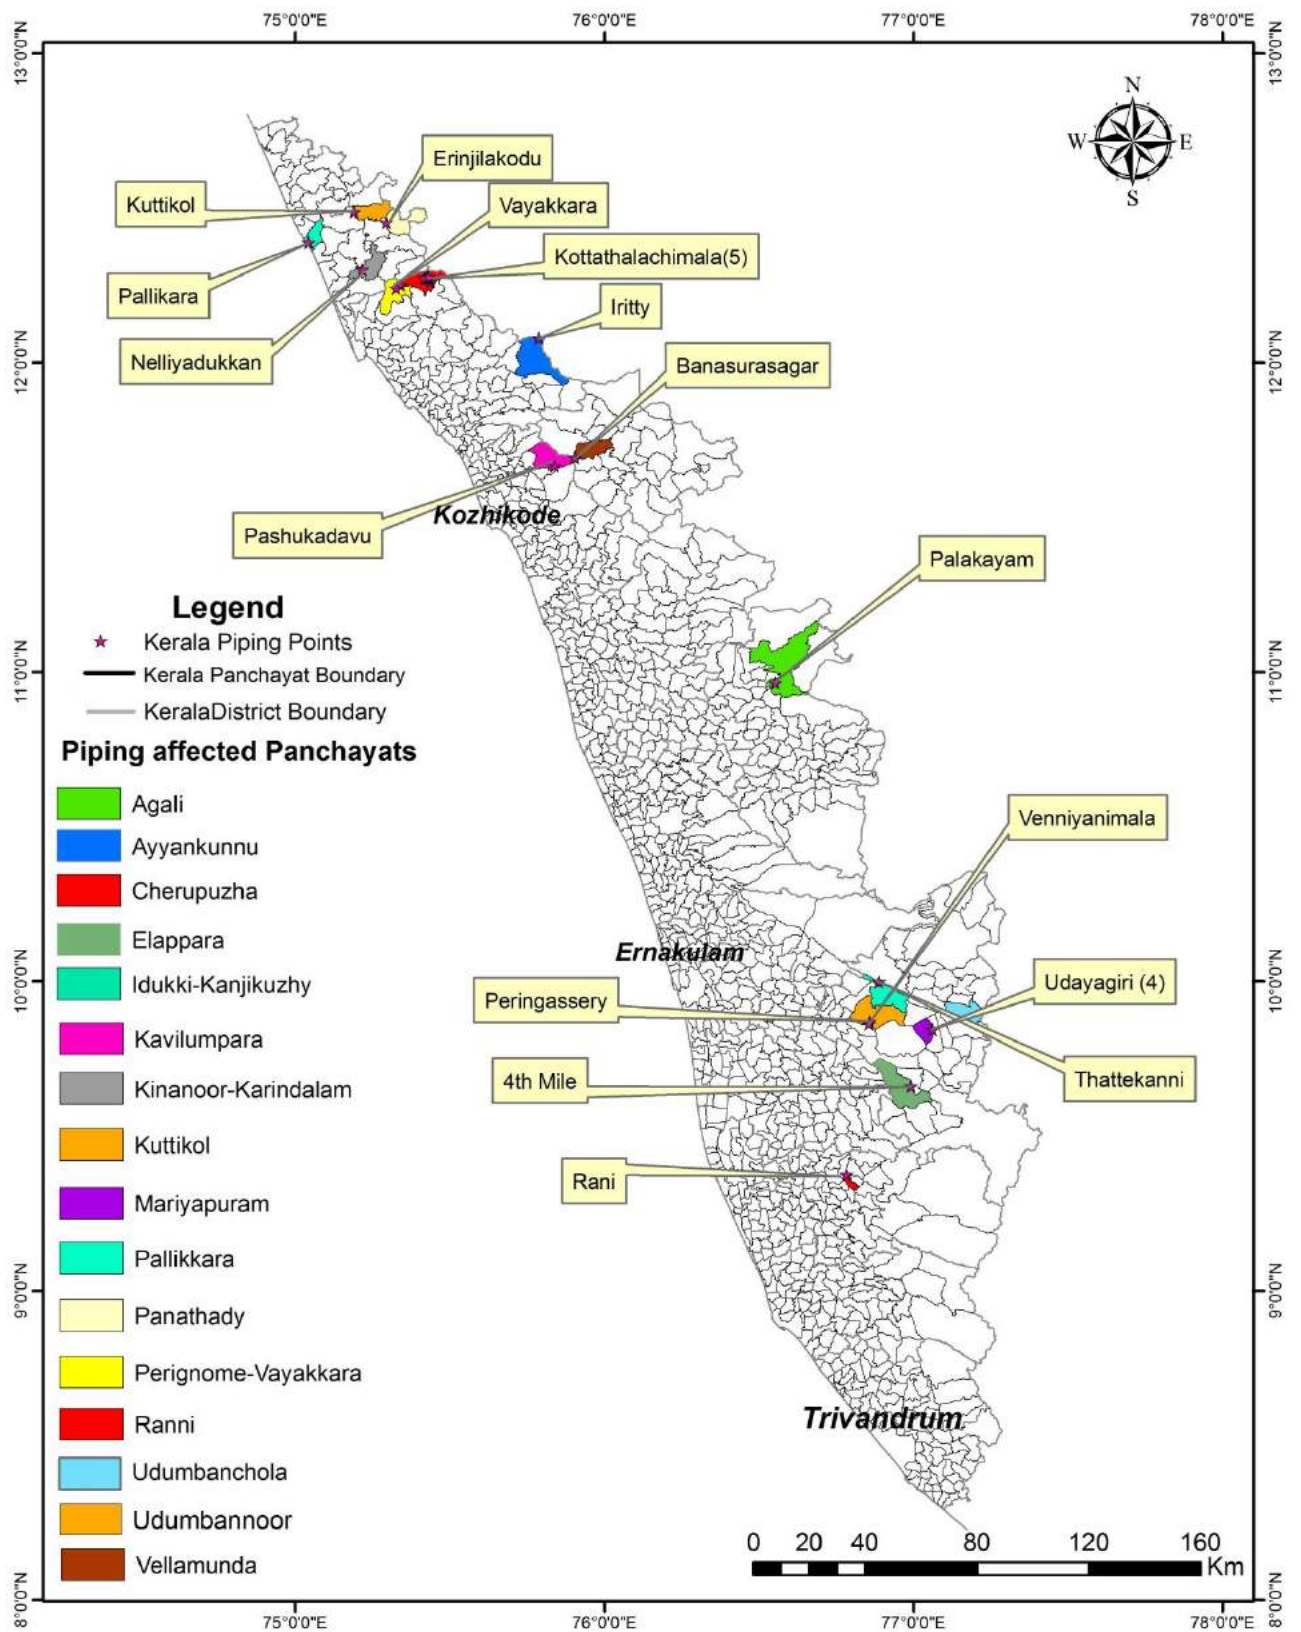 75°0'0"E
76°0'0"E
77°0'0"E
78°0'0"E
13°0'0"N
13°0'0"N
N
W
E
S
Erinjilakodu
Kuttikol
Vayakkara
Kottathalachimala(5)
Pallikara
Iritty
Nelliyadukkan
12°0'0"N
12°0'0"N
Banasurasagar
Kozhikode
Pashukadavu
Palakayam
Legend
Kerala Piping Points
Kerala Panchayat Boundary
KeralaDistrict Boundary
11°0'0"N
11°0'0"N
Piping affected Panchayats
Agali
Ayyankunnu
Cherupuzha
Elappara
Idukki-Kanjikuzhy
Kavilumpara
Kinanoor-Karindalam
Kuttikol
Mariyapuram
Pallikkara
Panathady
Perignome-Vayakkara
Ranni
Udumbanchola
Udumbannoor
Vellamunda
Venniyanimala
Ernakulam
10°0'0"N
10°0'0"N
Udayagiri (4)
Peringassery
4th Mile
Thattekanni
Rani
9°0'0"N
9°0'0"N
Trivandrum
0 20 40 80 120 160
Km
8°0'0"N
8°0'0"N
75°0'0"E
76°0'0"E
77°0'0"E
78°0'0"E